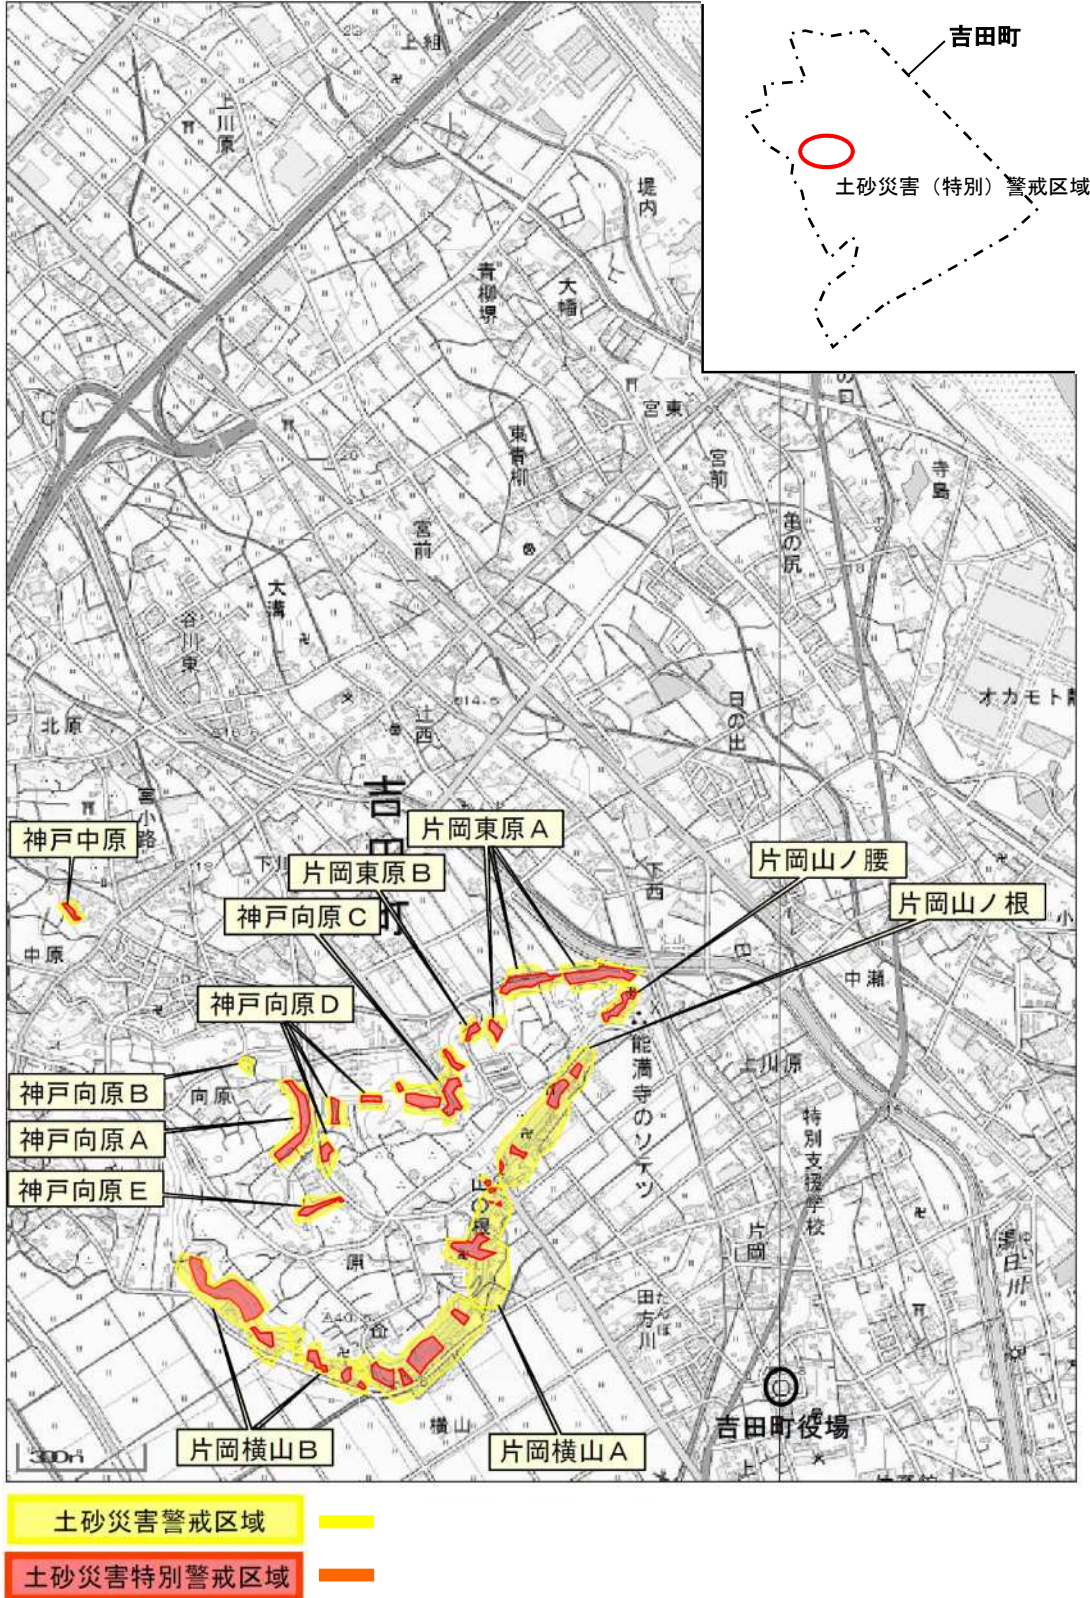 吉田町
土砂災害（特別）警戒区域
上組
上川原
堤内
青柳堺
大幡
の口
宮東
東青柳
宮前
寺島
亀の尻
宮前
大溝
谷川東
日の出
オカモト
北原
辻西
宮小路
吉田町
神戸中原
片岡東原A
片岡東原B
神戸向原C
片岡山ノ腰
片岡山ノ根
下西
中原
中瀬
神戸向原D
能満寺のソテツ
上川原
神戸向原B
向原
神戸向原A
特別支援学校
神戸向原E
山の根
片岡
原
湯日川
田方川
たんぼ
吉田町役場
横山
片岡横山B
片岡横山A
300m
土砂災害警戒区域
土砂災害特別警戒区域